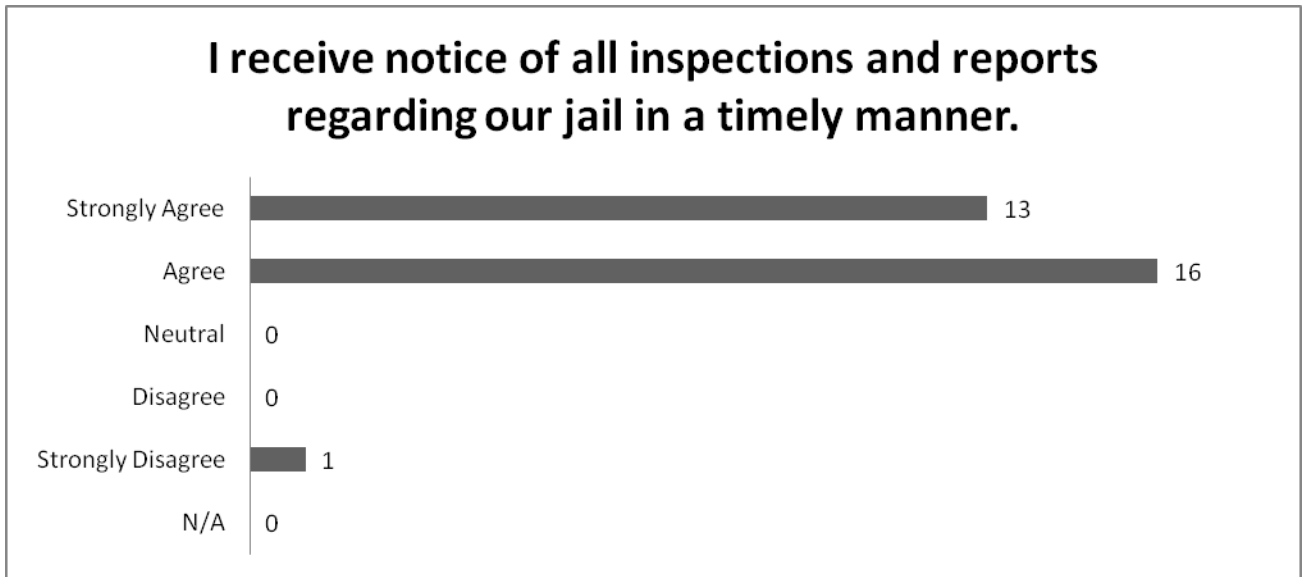 I receive notice of all inspections and reports
regarding our jail in a timely manner.
Strongly Agree 13
Agree 16
Neutral 0
Disagree 0
Strongly Disagree 1
N/A 0